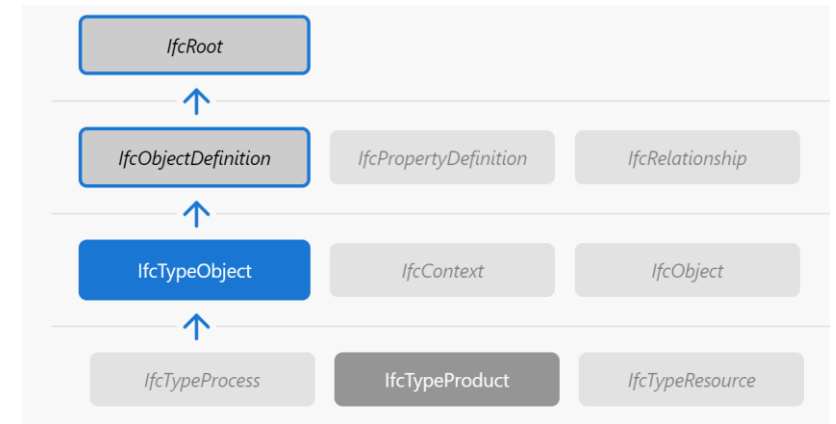 IfcRoot
IfcObjectDefinition IfcPropertyDefinition IfcRelationship
IfcTypeObject IfcContext IfcObject
IfcTypeProcess IfcTypeProduct IfcTypeResource